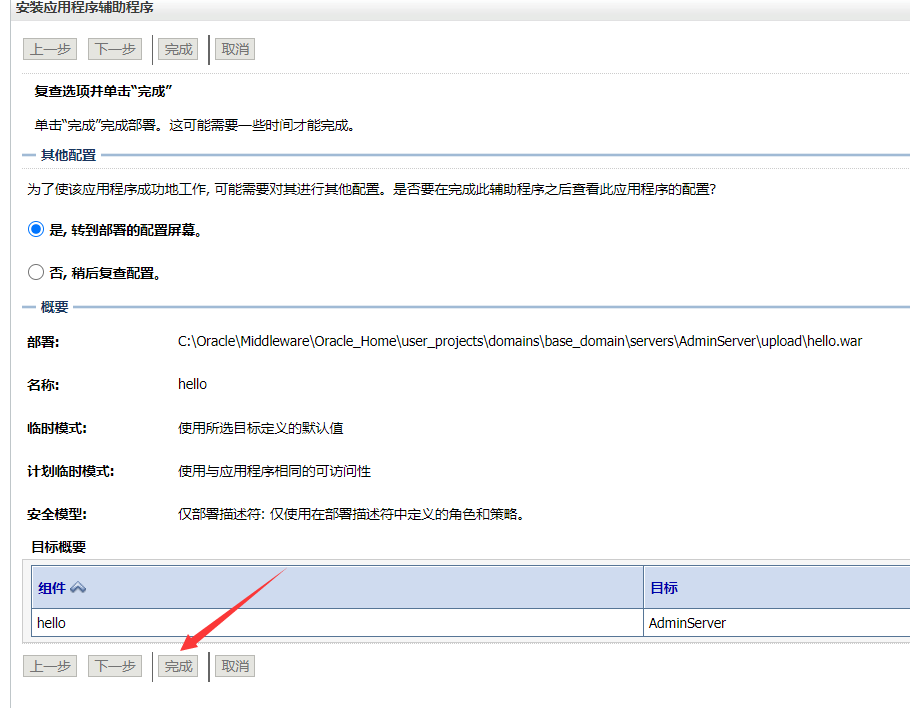 安装应用程序辅助程序
上一步 下一步 完成 取消
复查选项并单击“完成”
单击“完成”完成部署。这可能需要一些时间才能完成。
其他配置
为了使该应用程序成功地工作, 可能需要对其进行其他配置。是否要在完成此辅助程序之后查看此应用程序的配置?
是, 转到部署的配置屏幕。
否, 稍后复查配置。
概要
部署: C:\Oracle\Middleware\Oracle_Home\user_projects\domains\base_domain\servers\AdminServer\upload\hello.war
名称: hello
临时模式: 使用所选目标定义的默认值
计划临时模式: 使用与应用程序相同的可访问性
安全模型: 仅部署描述符: 仅使用在部署描述符中定义的角色和策略。
目标概要
组件 目标
hello AdminServer
上一步 下一步 完成 取消